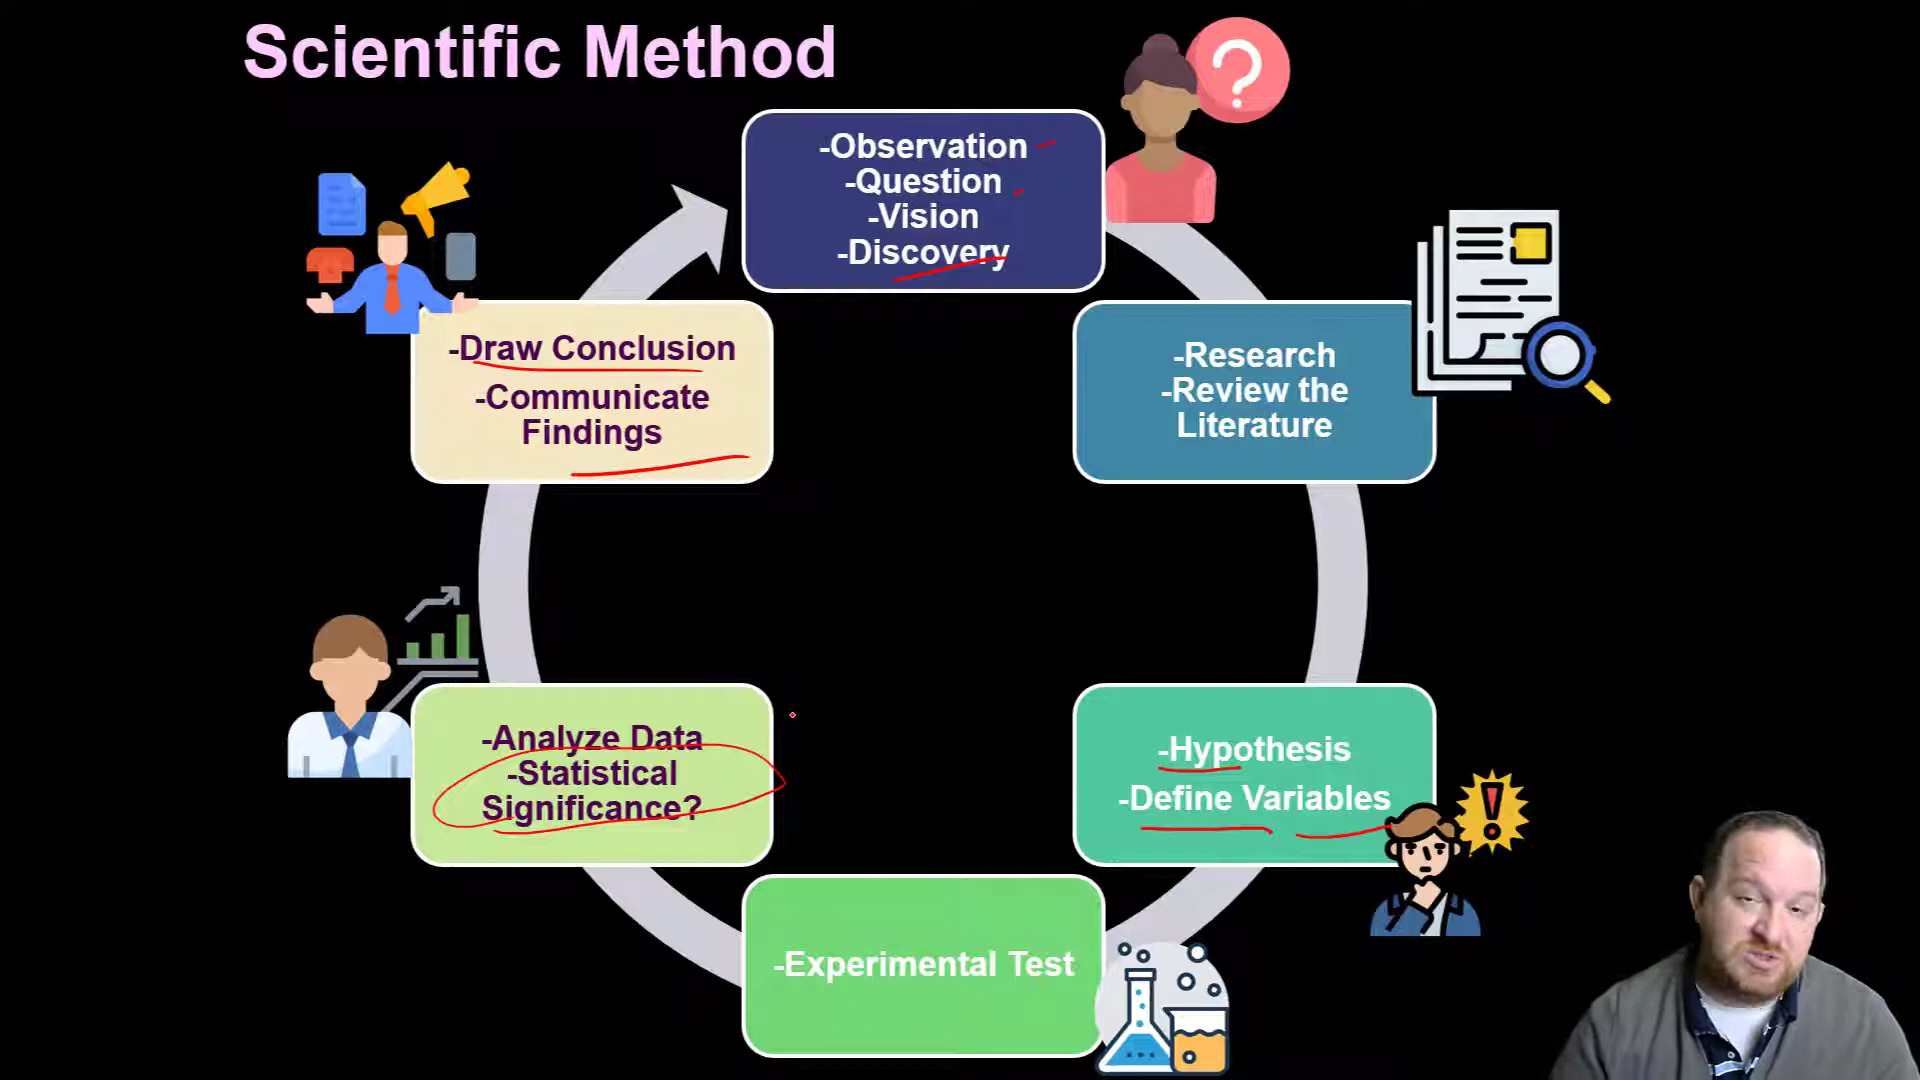 Scientific Method
-Observation
-Question
-Vision
-Discovery
-Research
-Review the
Literature
-Hypothesis
-Define Variables
-Experimental Test
-Analyze Data
-Statistical
Significance?
-Draw Conclusion
-Communicate
Findings